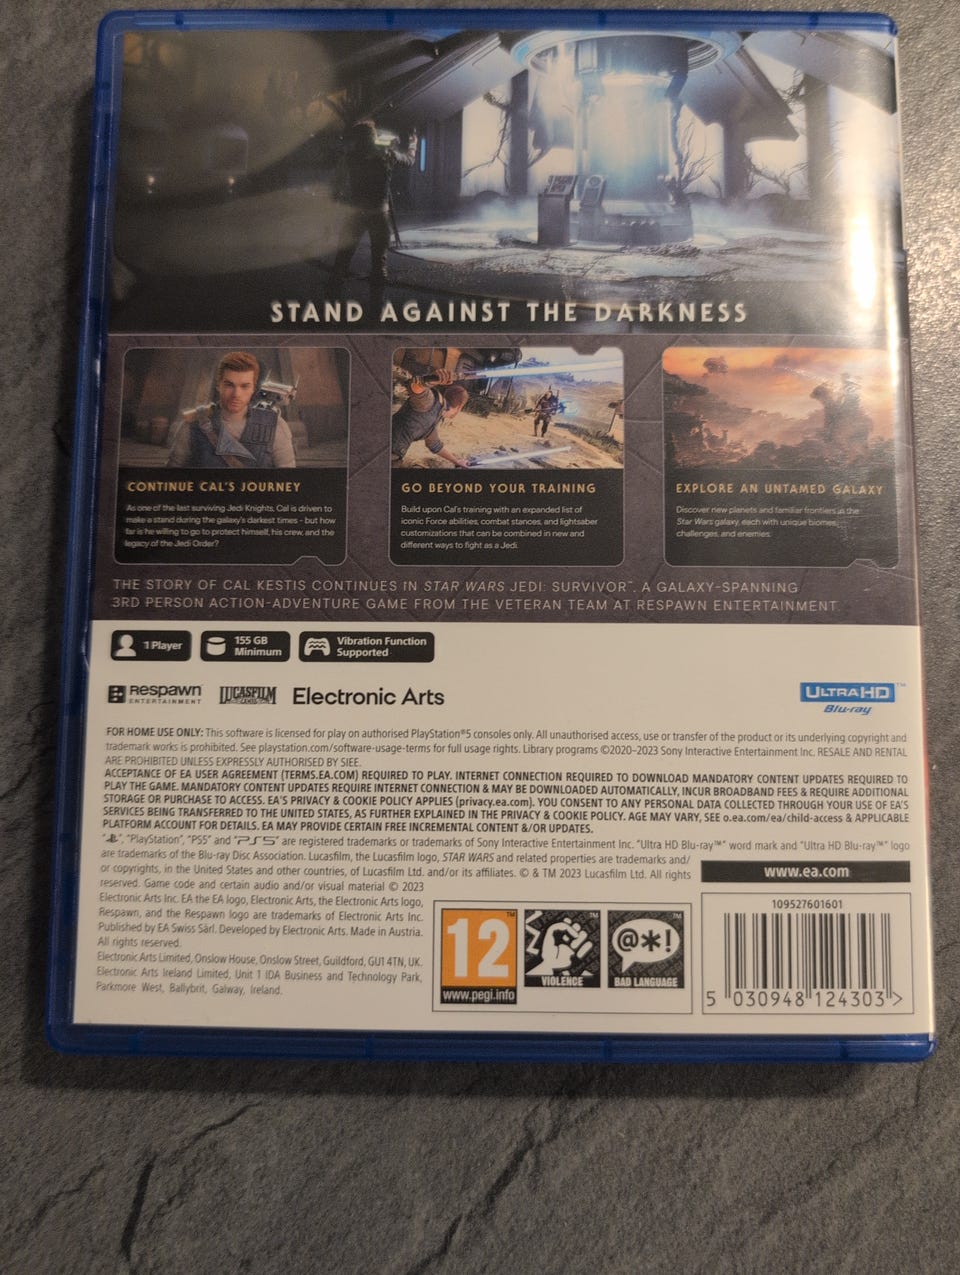 STAND AGAINST THE DARKNESS
CONTINUE CAL'S JOURNEY
As one of the last surviving Jedi Knights, Cal is driven to
make a stand during the galaxy's darkest times - but how
far is he willing to go to protect himself, his crew, and the
legacy of the Jedi Order?
GO BEYOND YOUR TRAINING
Build upon Cal's training with an expanded list of
iconic Force abilities, combat stances, and lightsaber
customizations that can be combined in new and
different ways to fight as a Jedi.
EXPLORE AN UNTAMED GALAXY
Discover new planets and familiar frontiers in the
Star Wars galaxy, each with unique biomes,
challenges, and enemies.
THE STORY OF CAL KESTIS CONTINUES IN STAR WARS JEDI: SURVIVOR™, A GALAXY-SPANNING
3RD PERSON ACTION-ADVENTURE GAME FROM THE VETERAN TEAM AT RESPAWN ENTERTAINMENT.
1 Player
155 GB
Minimum
Vibration Function
Supported
RESPAWN
ENTERTAINMENT
LUCASFILM
GAMES
Electronic Arts
ULTRA HD™
Blu-ray
FOR HOME USE ONLY: This software is licensed for play on authorised PlayStation®5 consoles only. All unauthorised access, use or transfer of the product or its underlying copyright and
trademark works is prohibited. See playstation.com/software-usage-terms for full usage rights. Library programs ©2020–2023 Sony Interactive Entertainment Inc. RESALE AND RENTAL
ARE PROHIBITED UNLESS EXPRESSLY AUTHORISED BY SIEE.
ACCEPTANCE OF EA USER AGREEMENT (TERMS.EA.COM) REQUIRED TO PLAY. INTERNET CONNECTION REQUIRED TO DOWNLOAD MANDATORY CONTENT UPDATES REQUIRED TO
PLAY THE GAME. MANDATORY CONTENT UPDATES REQUIRE INTERNET CONNECTION & MAY BE DOWNLOADED AUTOMATICALLY, INCUR BROADBAND FEES & REQUIRE ADDITIONAL
STORAGE OR PURCHASE TO ACCESS. EA'S PRIVACY & COOKIE POLICY APPLIES (privacy.ea.com). YOU CONSENT TO ANY PERSONAL DATA COLLECTED THROUGH YOUR USE OF EA'S
SERVICES BEING TRANSFERRED TO THE UNITED STATES, AS FURTHER EXPLAINED IN THE PRIVACY & COOKIE POLICY. AGE MAY VARY, SEE o.ea.com/ea/child-access & APPLICABLE
PLATFORM ACCOUNT FOR DETAILS. EA MAY PROVIDE CERTAIN FREE INCREMENTAL CONTENT &/OR UPDATES.
" ", "PlayStation", "PS5" and "PS5" are registered trademarks or trademarks of Sony Interactive Entertainment Inc. "Ultra HD Blu-ray™" word mark and "Ultra HD Blu-ray™" logo
are trademarks of the Blu-ray Disc Association. Lucasfilm, the Lucasfilm logo, STAR WARS and related properties are trademarks and/
or copyrights, in the United States and other countries, of Lucasfilm Ltd. and/or its affiliates. © & TM 2023 Lucasfilm Ltd. All rights
reserved. Game code and certain audio and/or visual material © 2023
Electronic Arts Inc. EA the EA logo, Electronic Arts, the Electronic Arts logo,
Respawn, and the Respawn logo are trademarks of Electronic Arts Inc.
Published by EA Swiss Sàrl. Developed by Electronic Arts. Made in Austria.
All rights reserved.
Electronic Arts Limited, Onslow House, Onslow Street, Guildford, GU1 4TN, UK.
Electronic Arts Ireland Limited, Unit 1 IDA Business and Technology Park,
Parkmore West, Ballybrit, Galway, Ireland.
12™
www.pegi.info
™
VIOLENCE
@*!™
BAD LANGUAGE
www.ea.com
109527601601
5 030948 124303 >